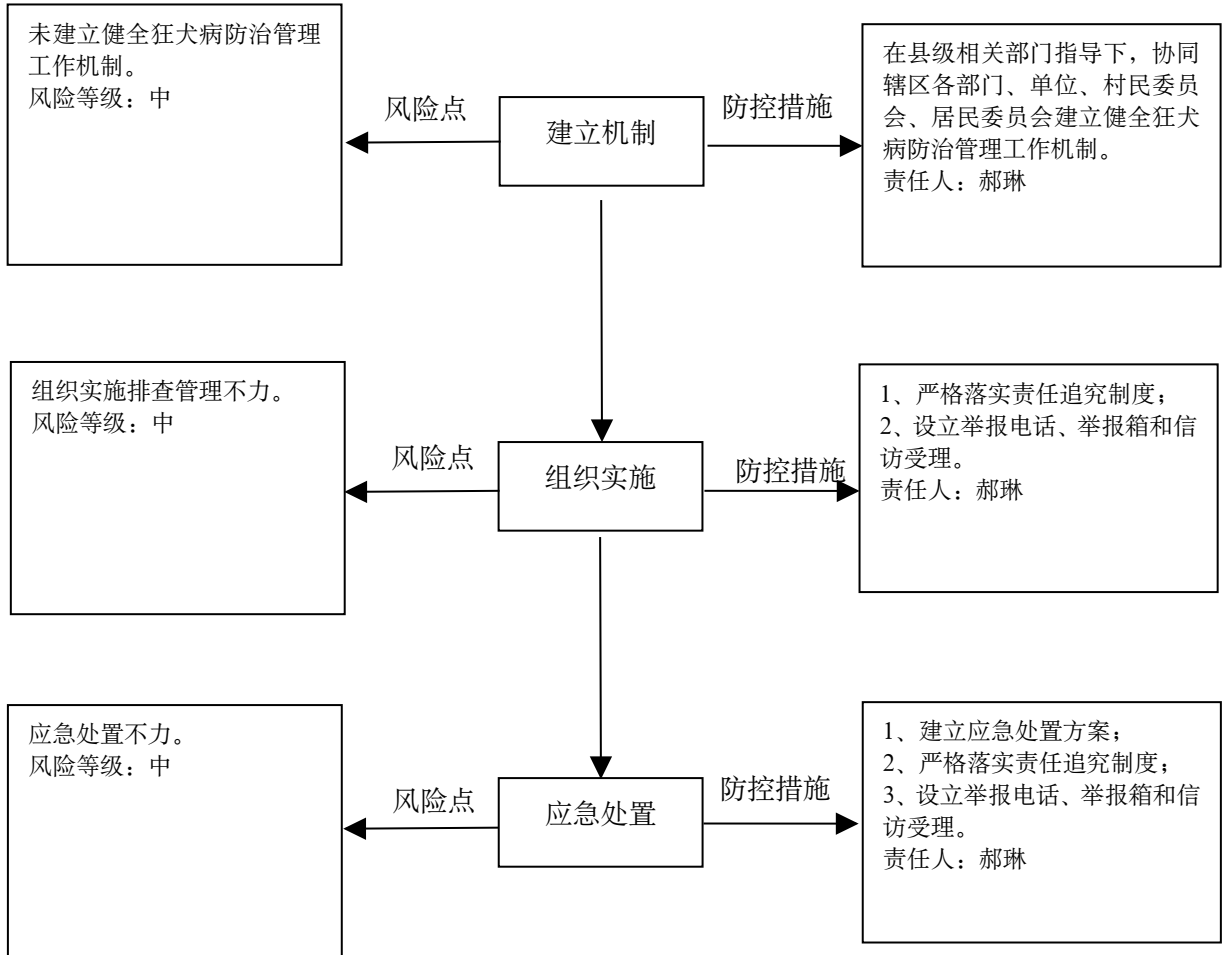 未建立健全狂犬病防治管理
工作机制。
风险等级：中
风险点
建立机制
防控措施
在县级相关部门指导下，协同
辖区各部门、单位、村民委员
会、居民委员会建立健全狂犬
病防治管理工作机制。
责任人：郝琳
组织实施排查管理不力。
风险等级：中
风险点
组织实施
防控措施
1、严格落实责任追究制度；
2、设立举报电话、举报箱和信
访受理。
责任人：郝琳
应急处置不力。
风险等级：中
风险点
应急处置
防控措施
1、建立应急处置方案；
2、严格落实责任追究制度；
3、设立举报电话、举报箱和信
访受理。
责任人：郝琳